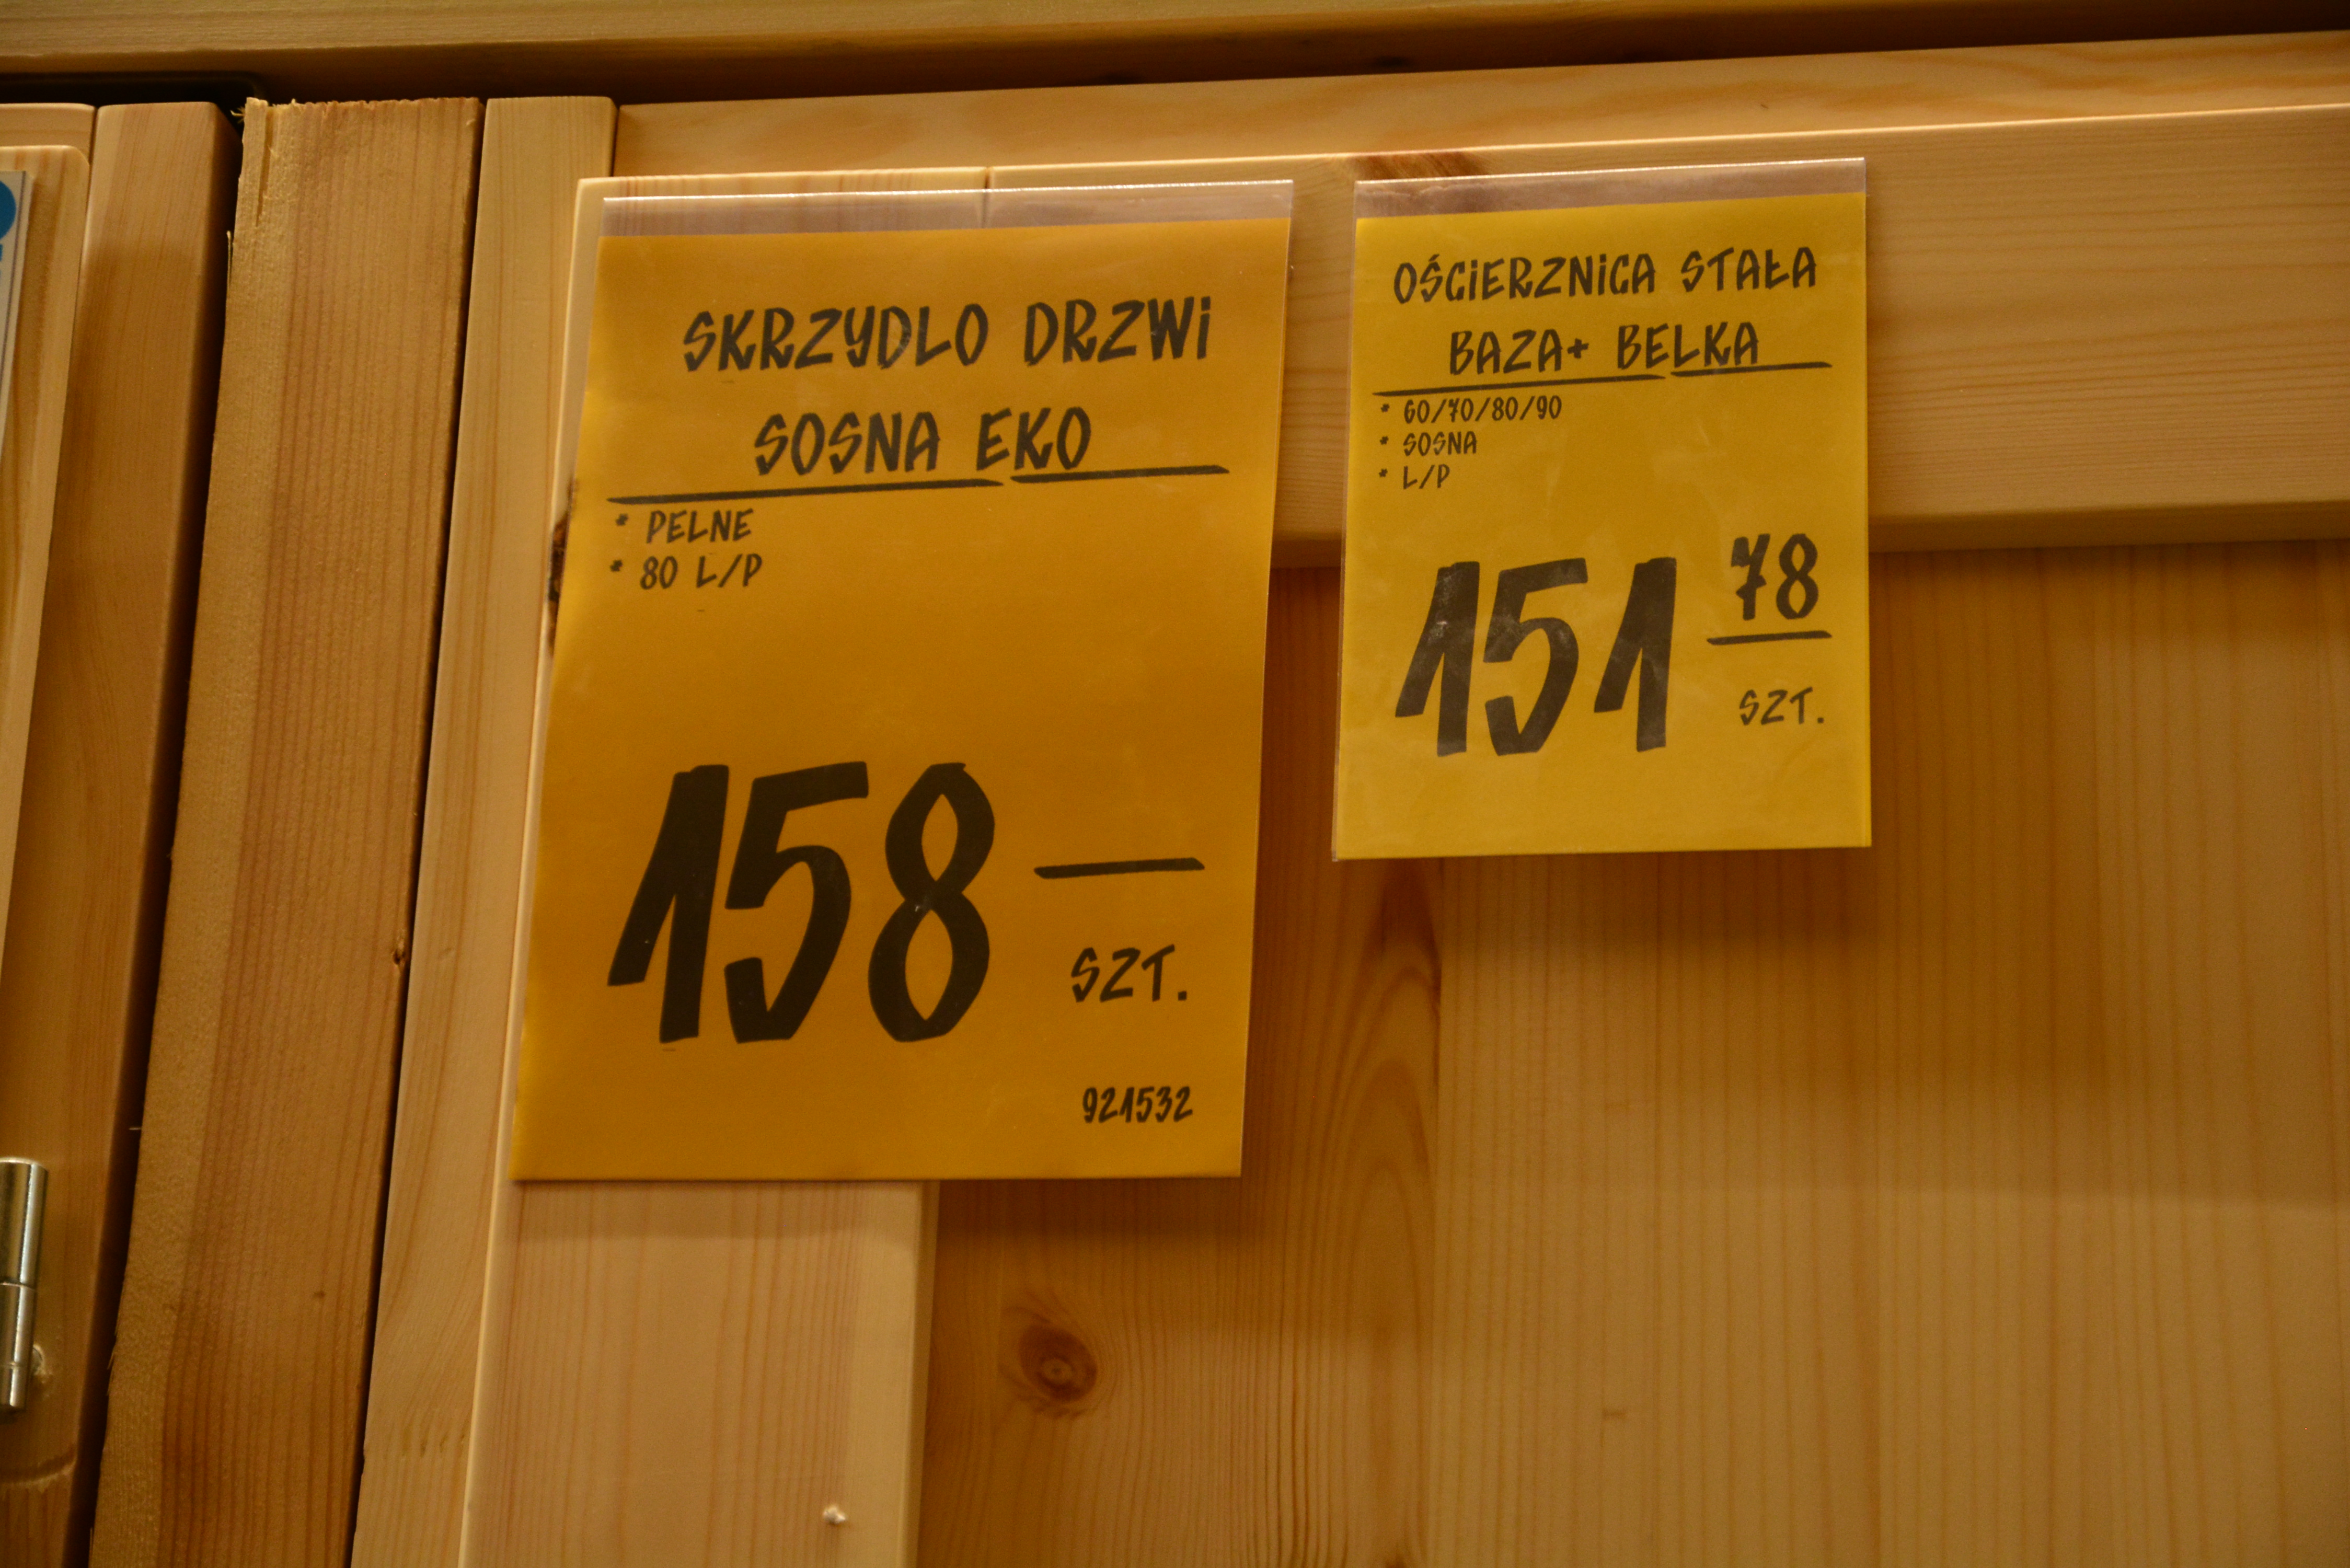 SKRZYDLO DRZWi
SOSNA EKO
* PELNE
* 80 L/P
158 —
SZT.
921532
OŚCiERZNiCA STAŁA
BAZA+ BELKA
* 60/70/80/90
* SOSNA
* L/P
151 78
SZT.